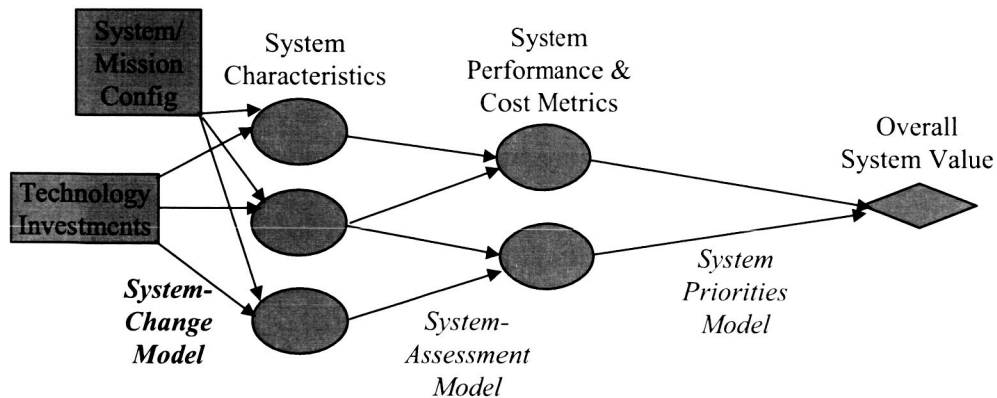 System/
Mission
Config
System
Characteristics
System
Performance &
Cost Metrics
Overall
System Value
Technology
Investments
System-
Change
Model
System-
Assessment
Model
System
Priorities
Model